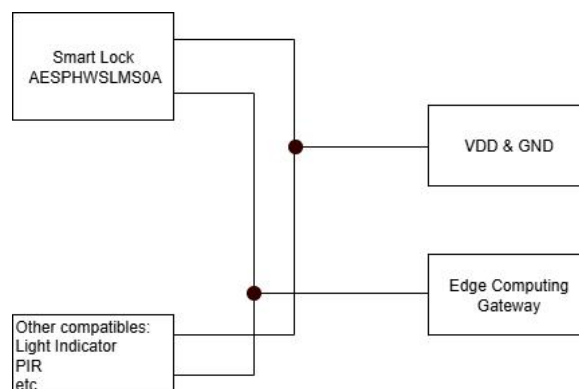 Smart Lock
AESPHWSLMS0A
VDD & GND
Edge Computing
Gateway
Other compatibles:
Light Indicator
PIR
etc